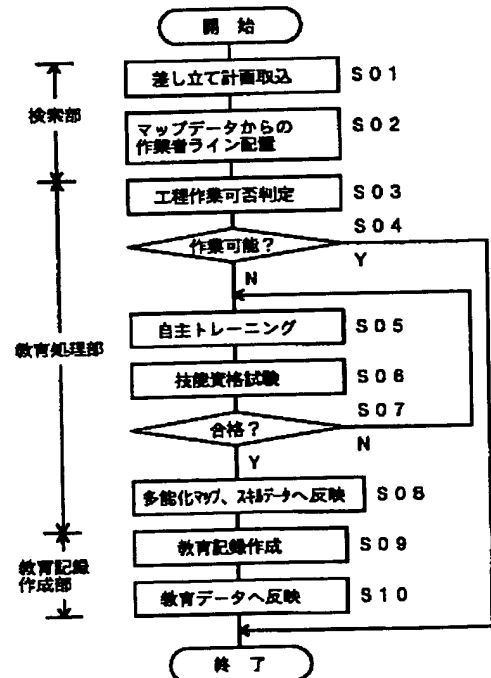 開 始
差し立て計画取込
S01
検索部
マップデータからの
作業者ライン配置
S02
工程作業可否判定
S03
作業可能?
S04
Y
N
教育処理部
自主トレーニング
S05
技能資格試験
S06
合格?
S07
N
Y
多能化マップ、スキルデータへ反映
S08
教育記録
作成部
教育記録作成
S09
教育データへ反映
S10
終 了